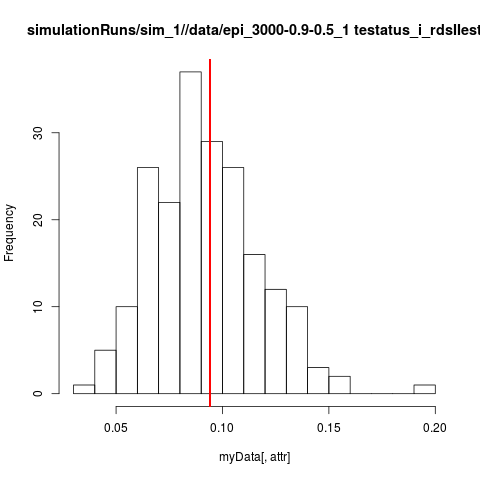 simulationRuns/sim_1//data/epi_3000-0.9-0.5_1 testatus_i_rdsllest
Frequency
30
20
10
0
0.05 0.10 0.15 0.20
myData[, attr]